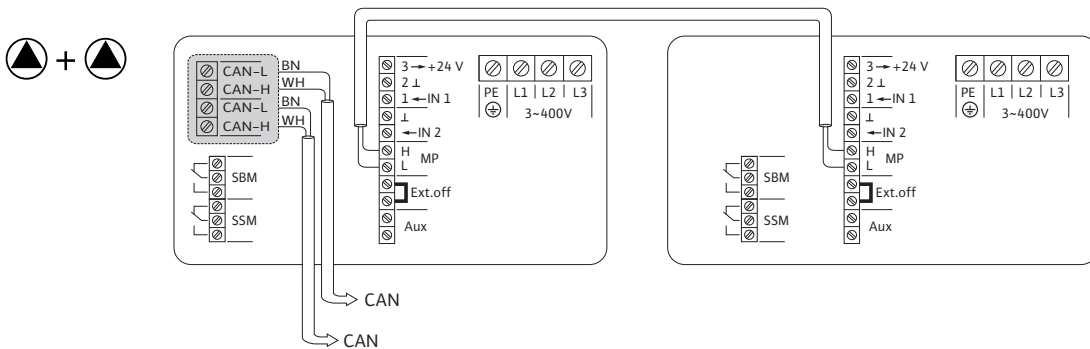 +
CAN-L BN
CAN-H WH
CAN-L BN
CAN-H WH
SBM
SSM
3→+24 V
2 ⊥
1←IN 1
⊥
←IN 2
H
L
MP
Ext.off
Aux
PE L1 L2 L3
3~400V
CAN
CAN
SBM
SSM
3→+24 V
2 ⊥
1←IN 1
⊥
←IN 2
H
L
MP
Ext.off
Aux
PE L1 L2 L3
3~400V